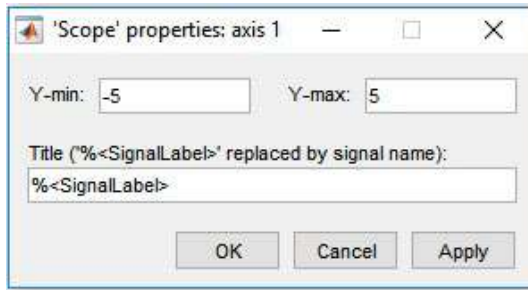 'Scope' properties: axis 1
Y-min: -5 Y-max: 5
Title ('%<SignalLabel>' replaced by signal name):
%<SignalLabel>
OK Cancel Apply